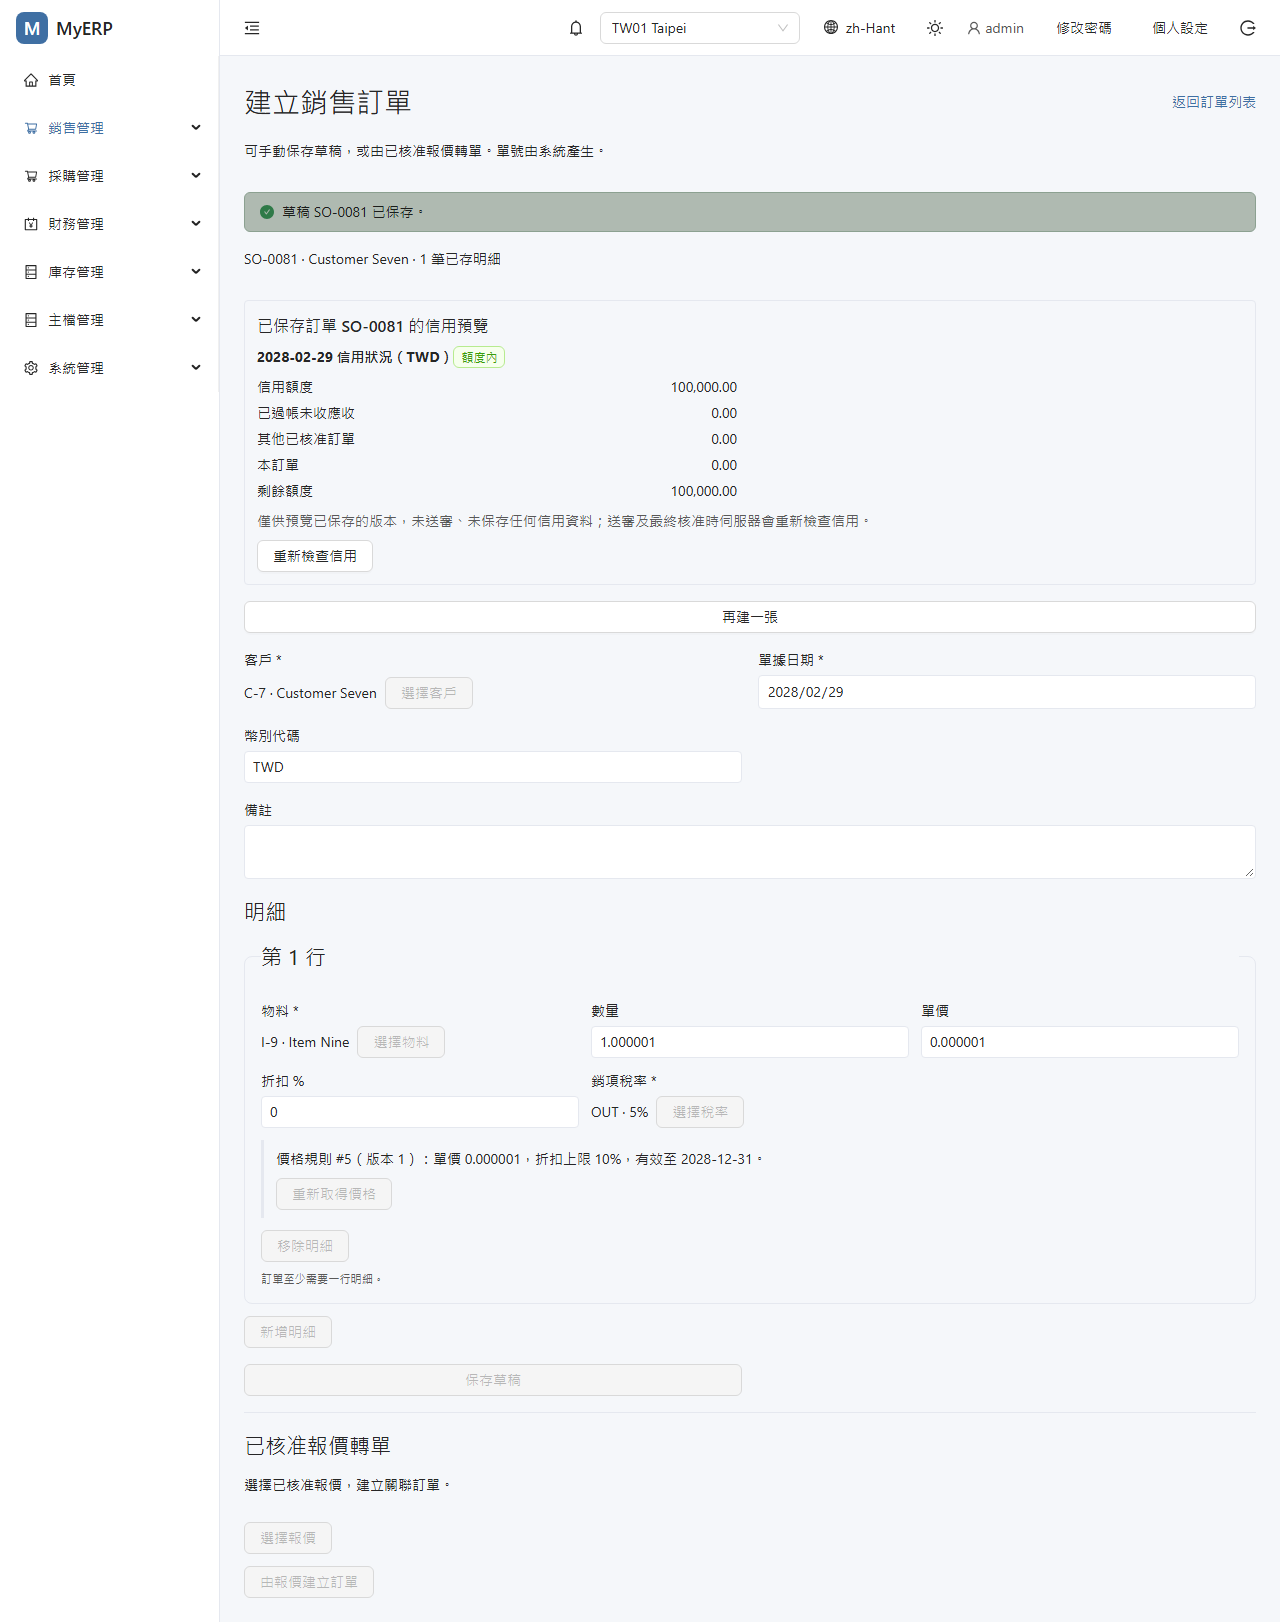 M MyERP
TW01 Taipei
zh-Hant
admin
修改密碼
個人設定
首頁
銷售管理
採購管理
財務管理
庫存管理
主檔管理
系統管理
建立銷售訂單
返回訂單列表
可手動保存草稿，或由已核准報價轉單。單號由系統產生。
草稿 SO-0081 已保存。
SO-0081 · Customer Seven · 1 筆已存明細
已保存訂單 SO-0081 的信用預覽
2028-02-29 信用狀況（TWD） 額度內
信用額度 100,000.00
已過帳未收應收 0.00
其他已核准訂單 0.00
本訂單 0.00
剩餘額度 100,000.00
僅供預覽已保存的版本，未送審、未保存任何信用資料；送審及最終核准時伺服器會重新檢查信用。
重新檢查信用
再建一張
客戶 * 單據日期 *
C-7 · Customer Seven 選擇客戶 2028/02/29
幣別代碼
TWD
備註
明細
第 1 行
物料 * 數量 單價
I-9 · Item Nine 選擇物料 1.000001 0.000001
折扣 % 銷項稅率 *
0 OUT · 5% 選擇稅率
價格規則 #5（版本 1）：單價 0.000001，折扣上限 10%，有效至 2028-12-31。
重新取得價格
移除明細
訂單至少需要一行明細。
新增明細
保存草稿
已核准報價轉單
選擇已核准報價，建立關聯訂單。
選擇報價
由報價建立訂單